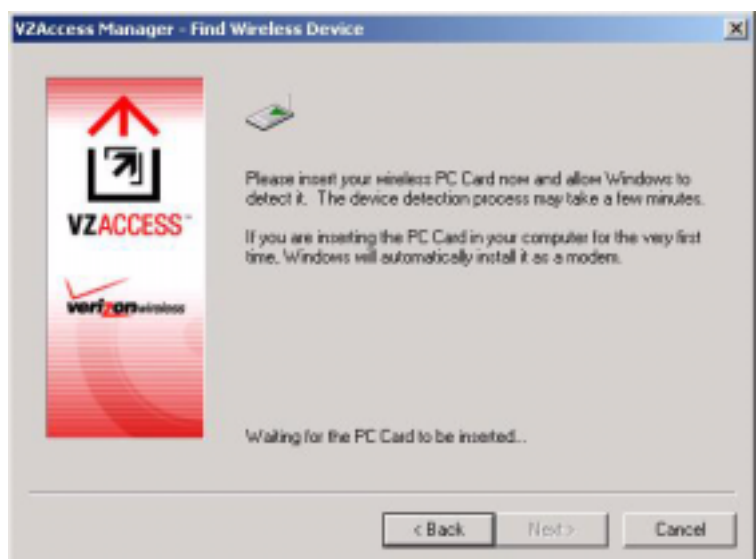 VZAccess Manager - Find Wireless Device
Please insert your wireless PC Card now and allow Windows to
detect it. The device detection process may take a few minutes.
If you are inserting the PC Card in your computer for the very first
time, Windows will automatically install it as a modem.
VZACCESS
verizon wireless
Waiting for the PC Card to be inserted...
< Back
Next >
Cancel